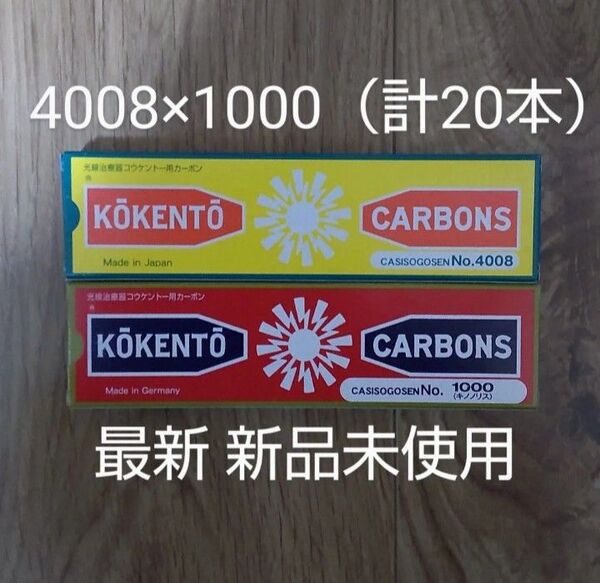 4008×1000（計20本）
光線治療器コウケントー用カーボン
KŌKENTŌ
CARBONS
Made in Japan
CASISOGOSEN No.4008
光線治療器コウケントー用カーボン
KŌKENTŌ
CARBONS
Made in Germany
CASISOGOSEN No. 1000
(キノノリス)
最新 新品未使用